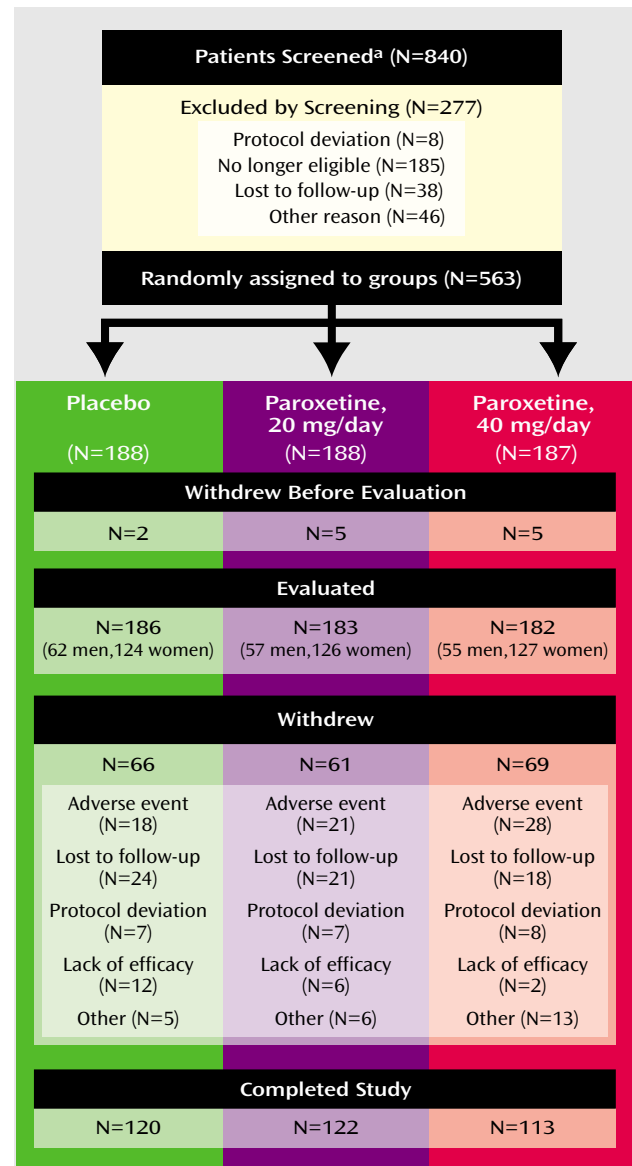 Patients Screenedᵃ (N=840)
Excluded by Screening (N=277)
Protocol deviation (N=8)
No longer eligible (N=185)
Lost to follow-up (N=38)
Other reason (N=46)
Randomly assigned to groups (N=563)
Placebo
(N=188)
Paroxetine,
20 mg/day
(N=188)
Paroxetine,
40 mg/day
(N=187)
Withdrew Before Evaluation
N=2
N=5
N=5
Evaluated
N=186
(62 men,124 women)
N=183
(57 men,126 women)
N=182
(55 men,127 women)
Withdrew
N=66
N=61
N=69
Adverse event
(N=18)
Lost to follow-up
(N=24)
Protocol deviation
(N=7)
Lack of efficacy
(N=12)
Other (N=5)
Adverse event
(N=21)
Lost to follow-up
(N=21)
Protocol deviation
(N=7)
Lack of efficacy
(N=6)
Other (N=6)
Adverse event
(N=28)
Lost to follow-up
(N=18)
Protocol deviation
(N=8)
Lack of efficacy
(N=2)
Other (N=13)
Completed Study
N=120
N=122
N=113